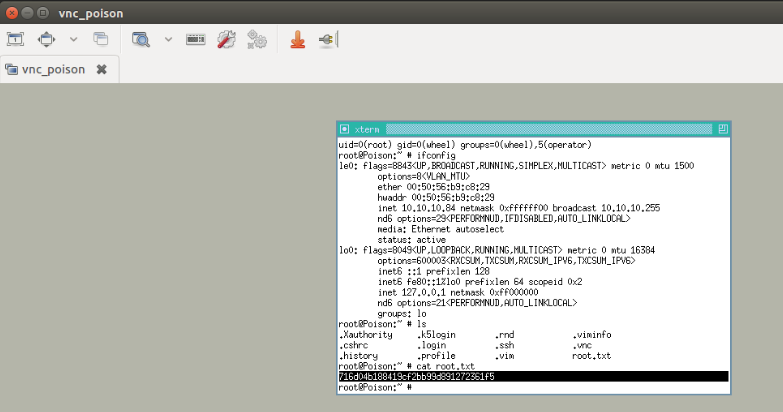 vnc_poison
vnc_poison
xterm
uid=0(root) gid=0(wheel) groups=0(wheel),5(operator)
root@Poison:~ # ifconfig
le0: flags=8843<UP,BROADCAST,RUNNING,SIMPLEX,MULTICAST> metric 0 mtu 1500
options=8<VLAN_MTU>
ether 00:50:56:b9:c8:29
hwaddr 00:50:56:b9:c8:29
inet 10.10.10.84 netmask 0xffffff00 broadcast 10.10.10.255
nd6 options=29<PERFORMNUD,IFDISABLED,AUTO_LINKLOCAL>
media: Ethernet autoselect
status: active
lo0: flags=8049<UP,LOOPBACK,RUNNING,MULTICAST> metric 0 mtu 16384
options=600003<RXCSUM,TXCSUM,RXCSUM_IPV6,TXCSUM_IPV6>
inet6 ::1 prefixlen 128
inet6 fe80::1%lo0 prefixlen 64 scopeid 0x2
inet 127.0.0.1 netmask 0xff000000
nd6 options=21<PERFORMNUD,AUTO_LINKLOCAL>
groups: lo
root@Poison:~ # ls
.Xauthority .k5login .rnd .viminfo
.cshrc .login .ssh .vnc
.history .profile .vim root.txt
root@Poison:~ # cat root.txt
716d04b188419cf2bb99d891272361f5
root@Poison:~ #